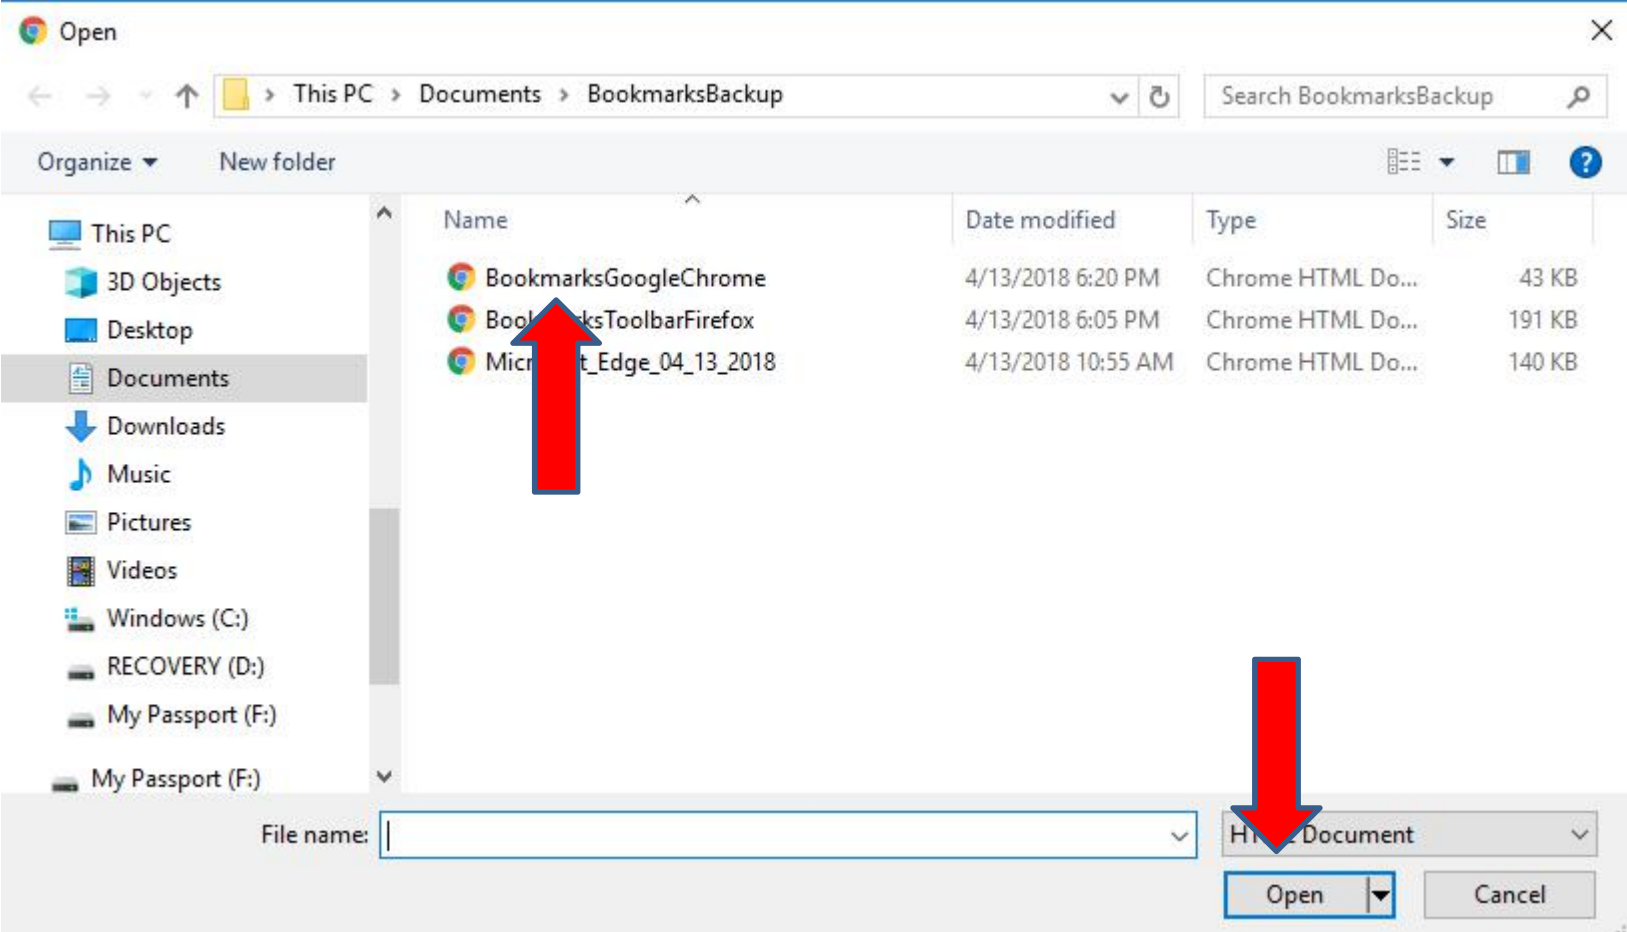 Open
This PC > Documents > BookmarksBackup
Search BookmarksBackup
Organize
New folder
Name
Date modified
Type
Size
This PC
3D Objects
Desktop
Documents
Downloads
Music
Pictures
Videos
Windows (C:)
RECOVERY (D:)
My Passport (F:)
My Passport (F:)
BookmarksGoogleChrome 4/13/2018 6:20 PM Chrome HTML Do... 43 KB
ToolbarFirefox 4/13/2018 6:05 PM Chrome HTML Do... 191 KB
Edge_04_13_2018 4/13/2018 10:55 AM Chrome HTML Do... 140 KB
File name:
Document
Open
Cancel